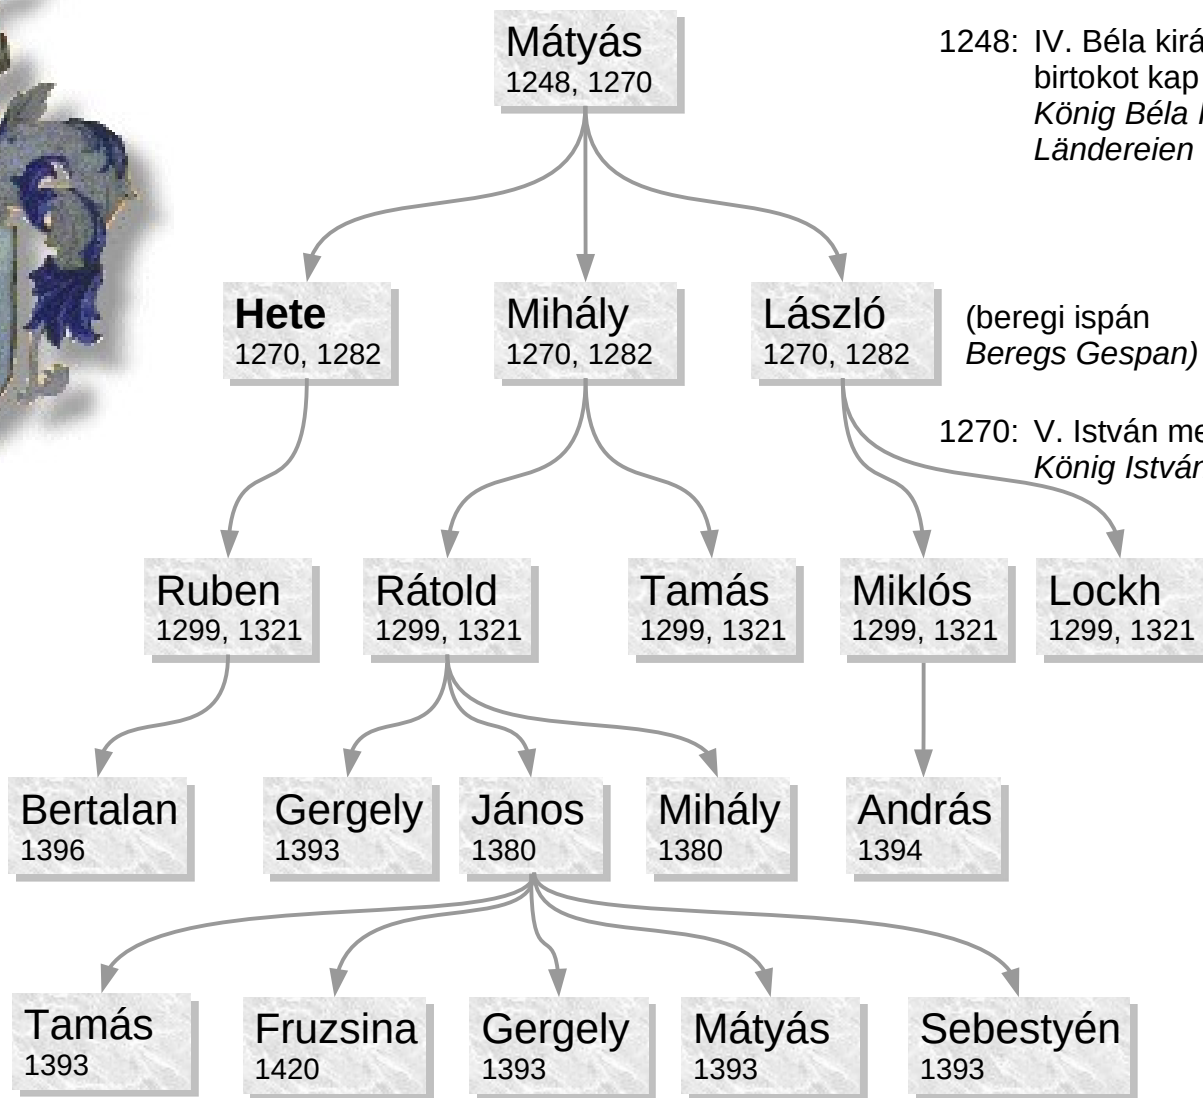 Mátyás
1248, 1270
1248: IV. Béla
birtokot kap
König Béla
Ländereien
Hete
1270, 1282
Mihály
1270, 1282
László
1270, 1282
(beregi ispán
Beregs Gespan)
1270: V. István
König István
Ruben
1299, 1321
Rátold
1299, 1321
Tamás
1299, 1321
Miklós
1299, 1321
Lockh
1299, 1321
Bertalan
1396
Gergely
1393
János
1380
Mihály
1380
András
1394
Tamás
1393
Fruzsina
1420
Gergely
1393
Mátyás
1393
Sebestyén
1393